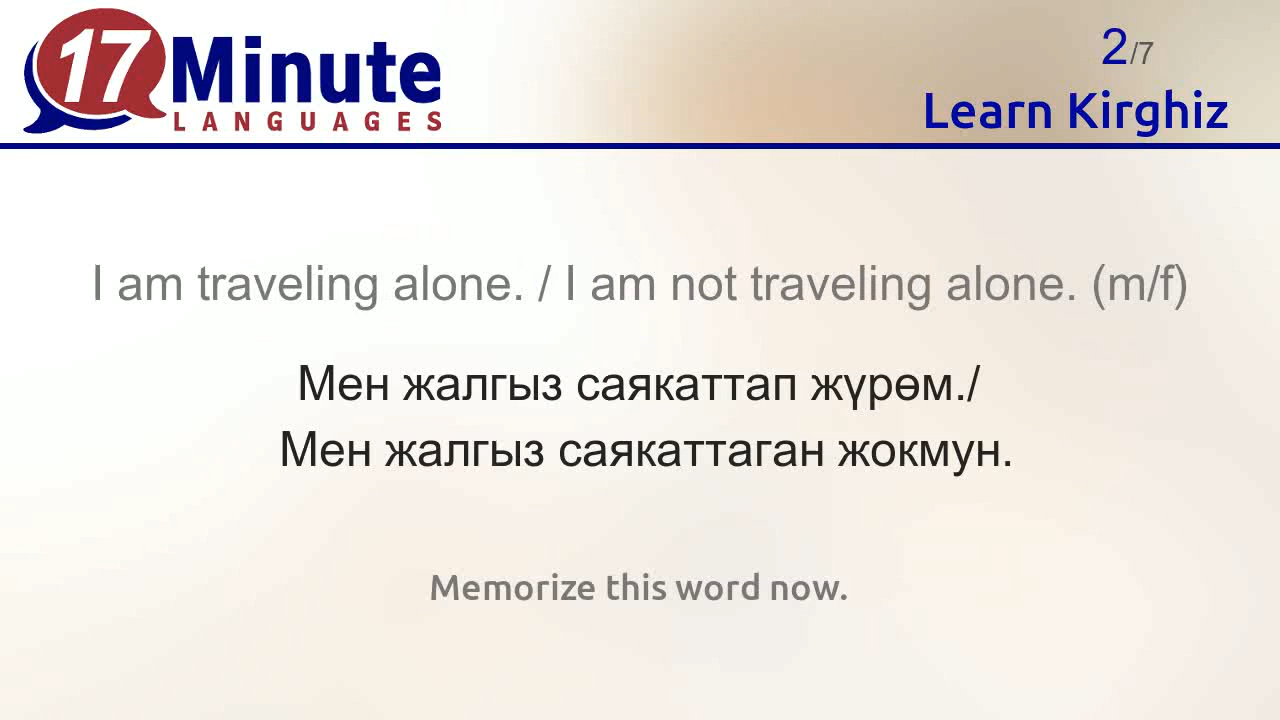 17 Minute
LANGUAGES
2/7
Learn Kirghiz
I am traveling alone. / I am not traveling alone. (m/f)
Мен жалгыз саякаттап жүрөм./
Мен жалгыз саякаттаган жокмун.
Memorize this word now.